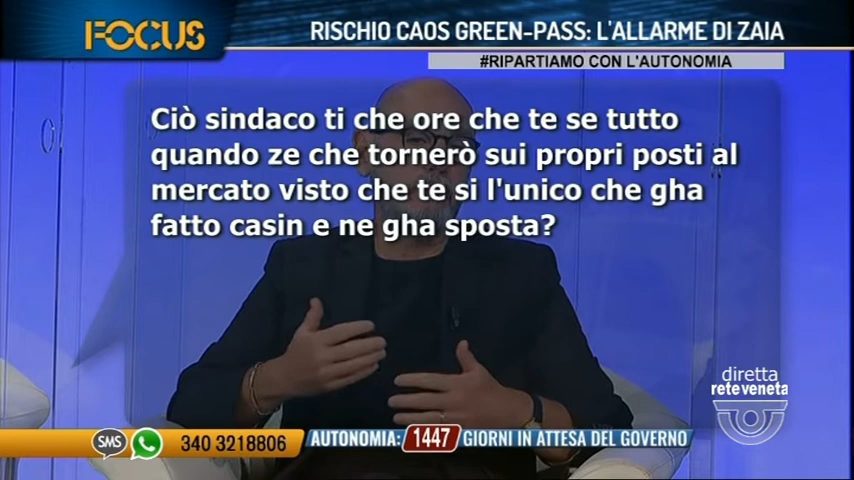 FOCUS
RISCHIO CAOS GREEN-PASS: L'ALLARME DI ZAIA
#RIPARTIAMO CON L'AUTONOMIA
Ciò sindaco ti che ore che te se tutto
quando ze che tornerò sui propri posti al
mercato visto che te si l'unico che gha
fatto casin e ne gha sposta?
diretta
reteveneta
SMS 340 3218806 AUTONOMIA: 1447 GIORNI IN ATTESA DEL GOVERNO